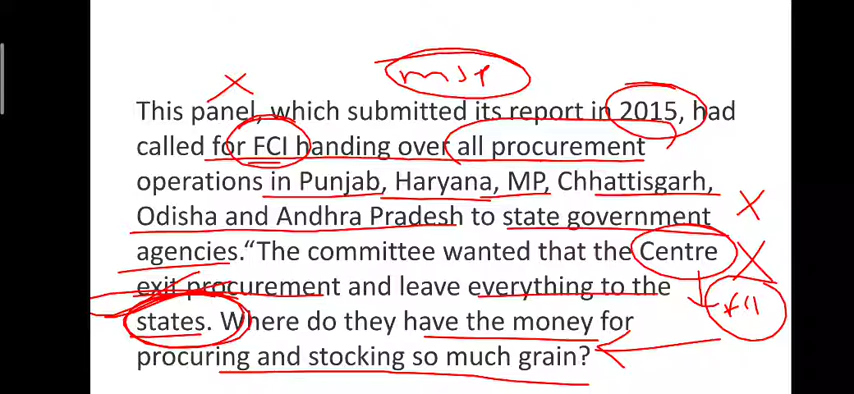 msp
This panel, which submitted its report in 2015, had
called for FCI handing over all procurement
operations in Punjab, Haryana, MP, Chhattisgarh,
Odisha and Andhra Pradesh to state government
agencies.“The committee wanted that the Centre
exit procurement and leave everything to the
states. Where do they have the money for
procuring and stocking so much grain?